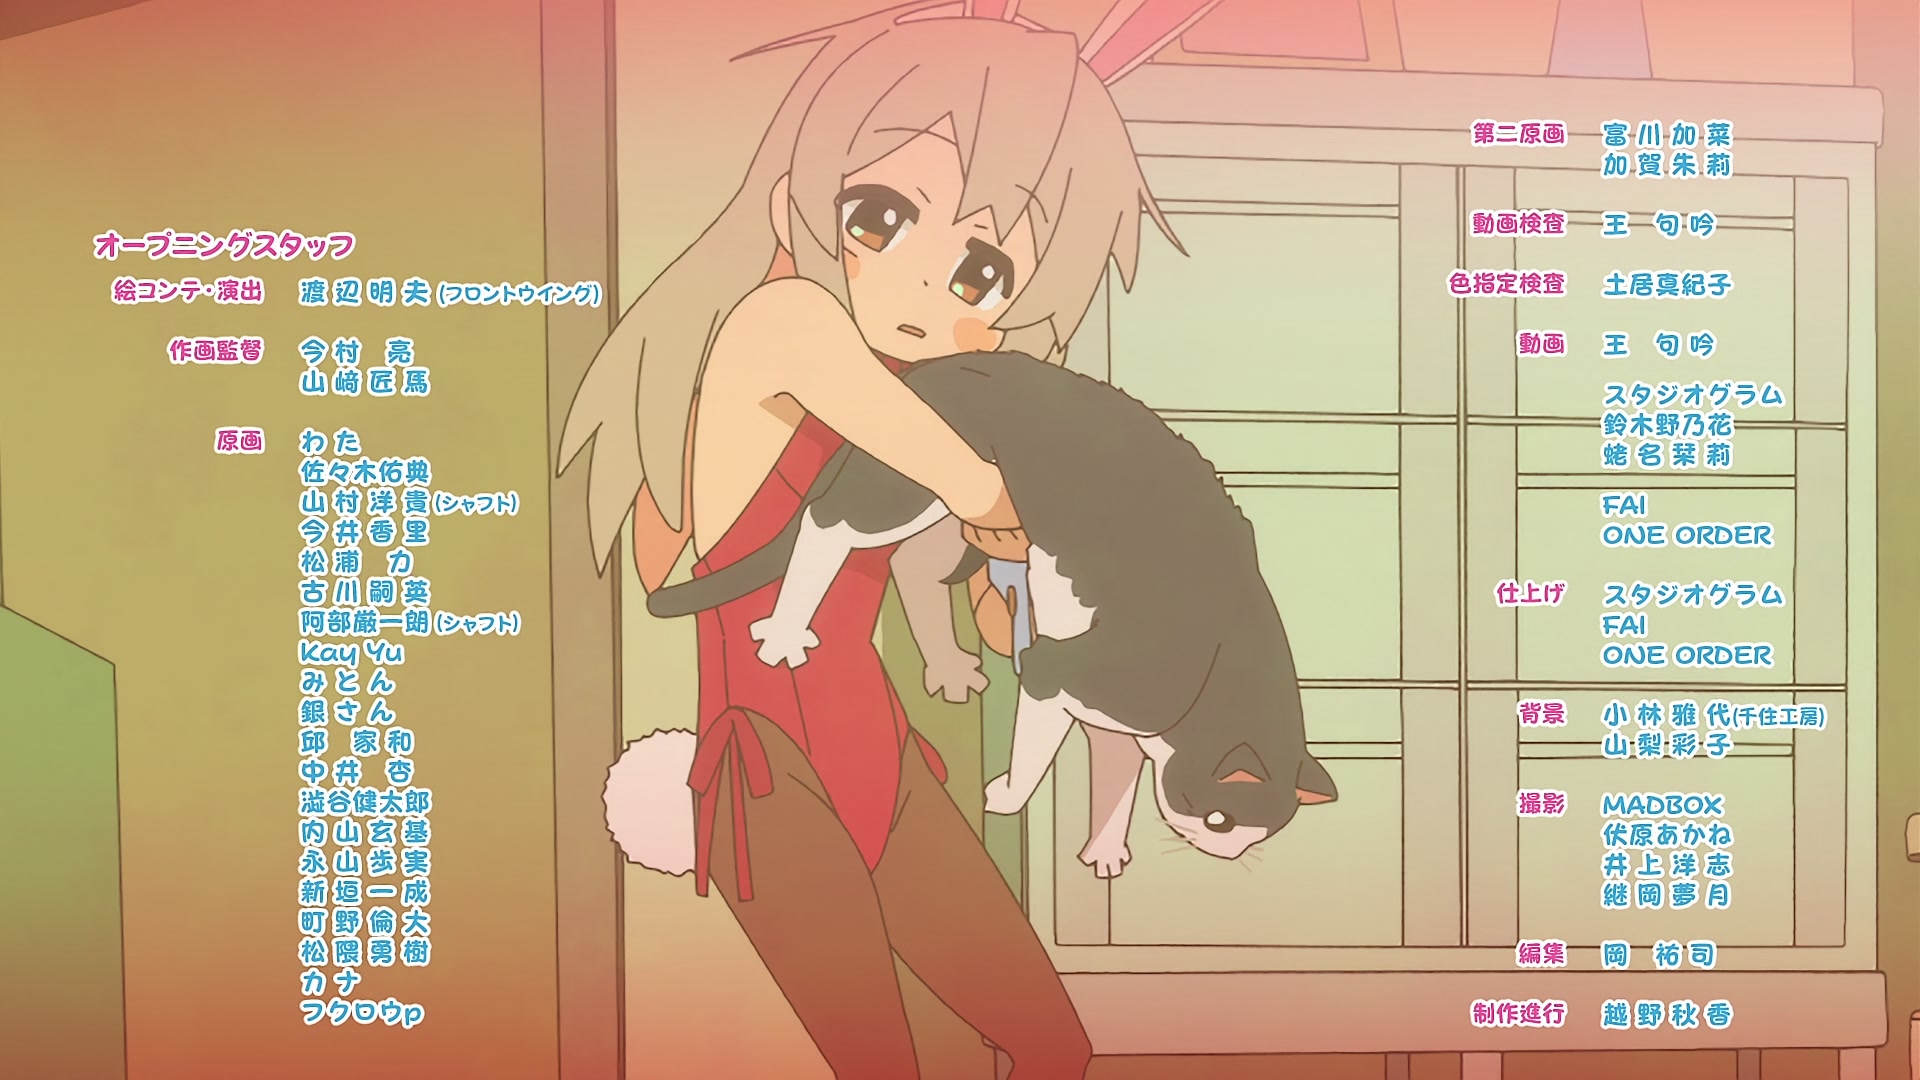 オープニングスタッフ
絵コンテ・演出 渡辺明夫(フロントウイング)
作画監督 今村 亮
山﨑匠馬
原画 わた
佐々木佑典
山村洋貴(シャフト)
今井香里
松浦 力
古川嗣英
阿部厳一朗(シャフト)
Kay Yu
みとん
銀さん
邱 家和
中井 杏
澁谷健太郎
内山玄基
永山歩実
新垣一成
町野倫大
松隈勇樹
カナ
フクロウp
第二原画 富川加菜
加賀朱莉
動画検査 王 句吟
色指定検査 土居真紀子
動画 王 句吟
スタジオグラム
鈴木野乃花
蛯名栞莉
FAI
ONE ORDER
仕上げ スタジオグラム
FAI
ONE ORDER
背景 小林雅代(千住工房)
山梨彩子
撮影 MADBOX
伏原あかね
井上洋志
継岡夢月
編集 岡 祐司
制作進行 越野秋香